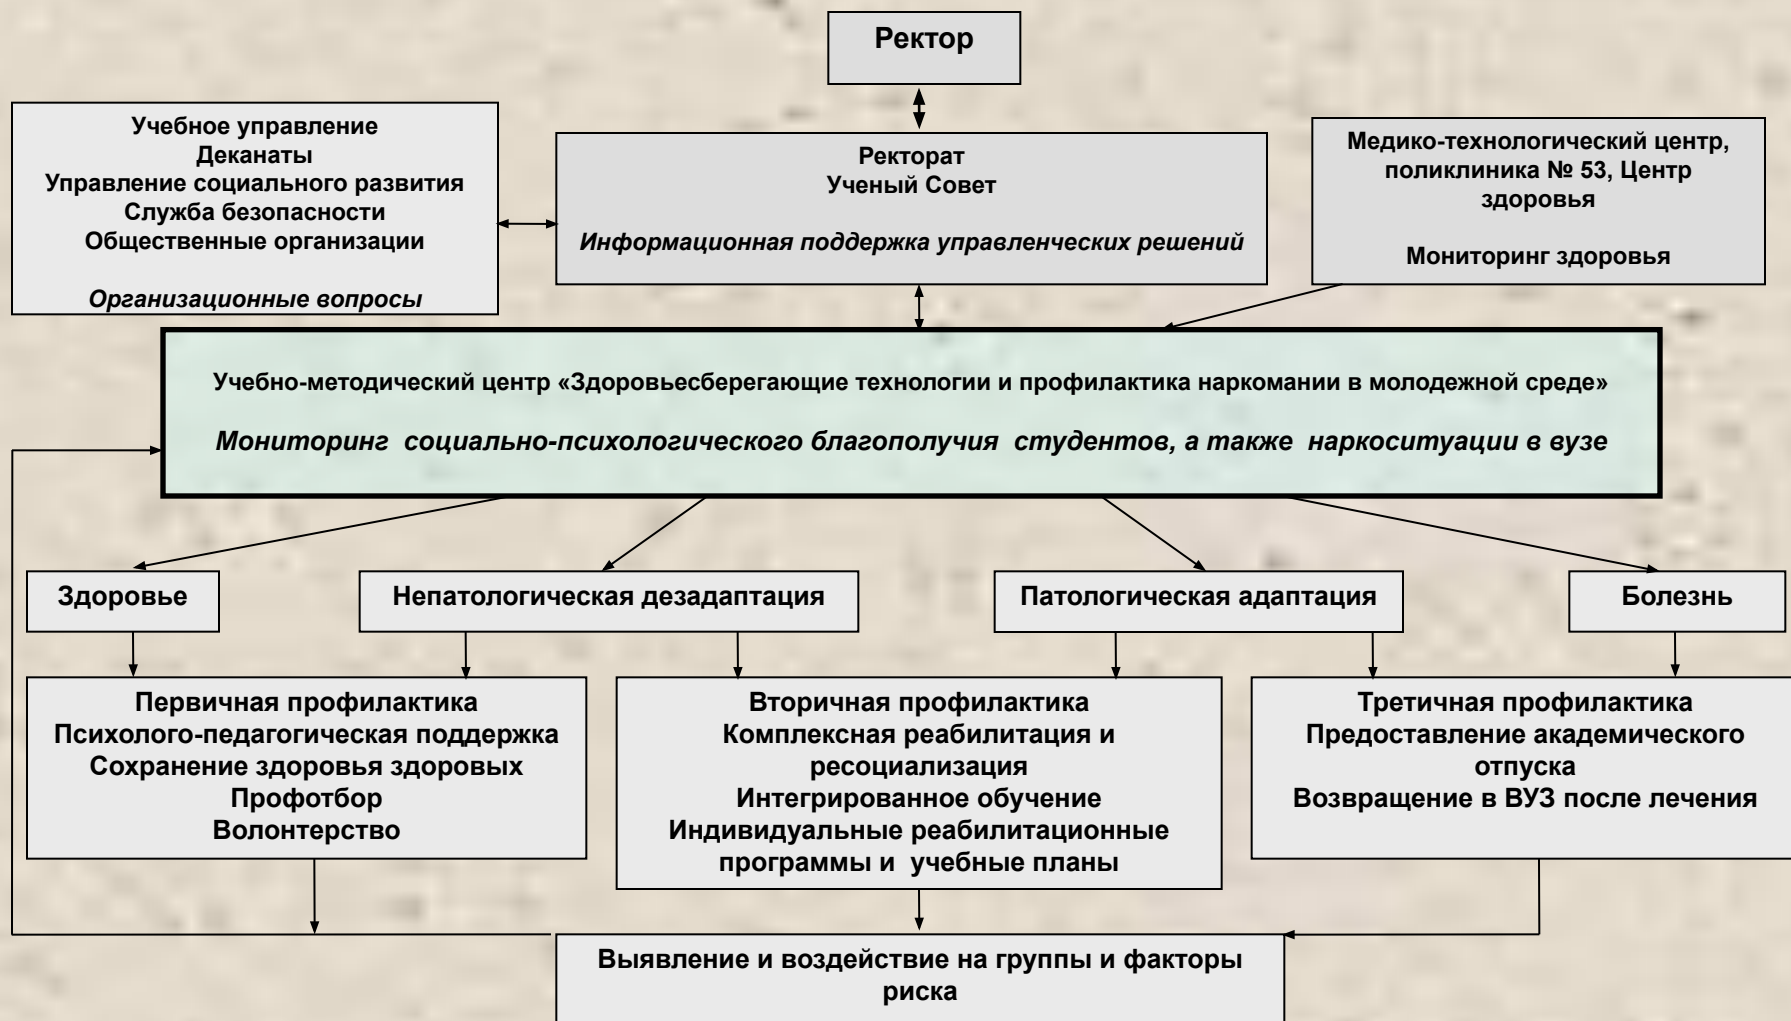 Ректор
Учебное управление
Деканаты
Управление социального развития
Служба безопасности
Общественные организации
Организационные вопросы
Ректорат
Ученый Совет
Информационная поддержка управленческих решений
Медико-технологический центр,
поликлиника № 53, Центр
здоровья
Мониторинг здоровья
Учебно-методический центр «Здоровьесберегающие технологии и профилактика наркомании в молодежной среде»
Мониторинг социально-психологического благополучия студентов, а также наркоситуации в вузе
Здоровье
Непатологическая дезадаптация
Патологическая адаптация
Болезнь
Первичная профилактика
Психолого-педагогическая поддержка
Сохранение здоровья здоровых
Профотбор
Волонтерство
Вторичная профилактика
Комплексная реабилитация и
ресоциализация
Интегрированное обучение
Индивидуальные реабилитационные
программы и учебные планы
Третичная профилактика
Предоставление академического
отпуска
Возвращение в ВУЗ после лечения
Выявление и воздействие на группы и факторы
риска